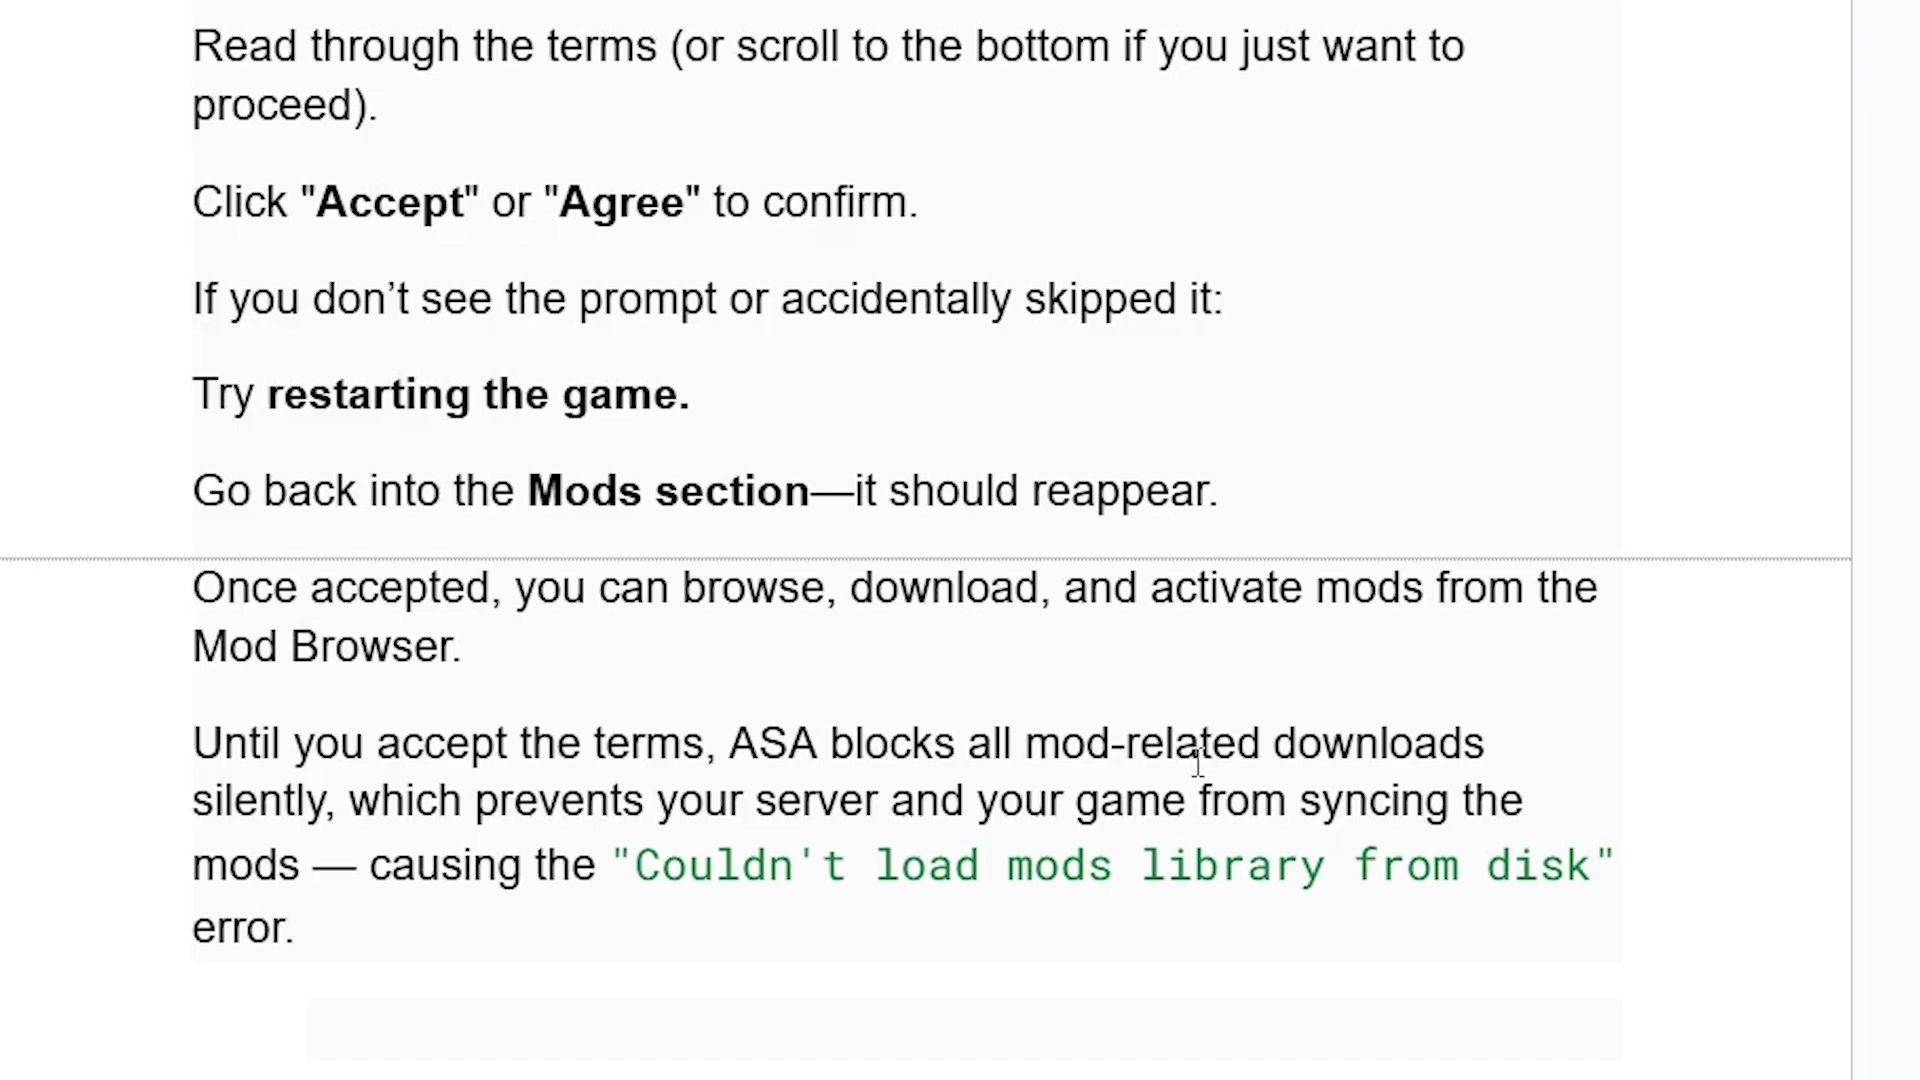 Read through the terms (or scroll to the bottom if you just want to
proceed).
Click "Accept" or "Agree" to confirm.
If you don’t see the prompt or accidentally skipped it:
Try restarting the game.
Go back into the Mods section—it should reappear.
Once accepted, you can browse, download, and activate mods from the
Mod Browser.
Until you accept the terms, ASA blocks all mod-related downloads
silently, which prevents your server and your game from syncing the
mods — causing the "Couldn't load mods library from disk"
error.